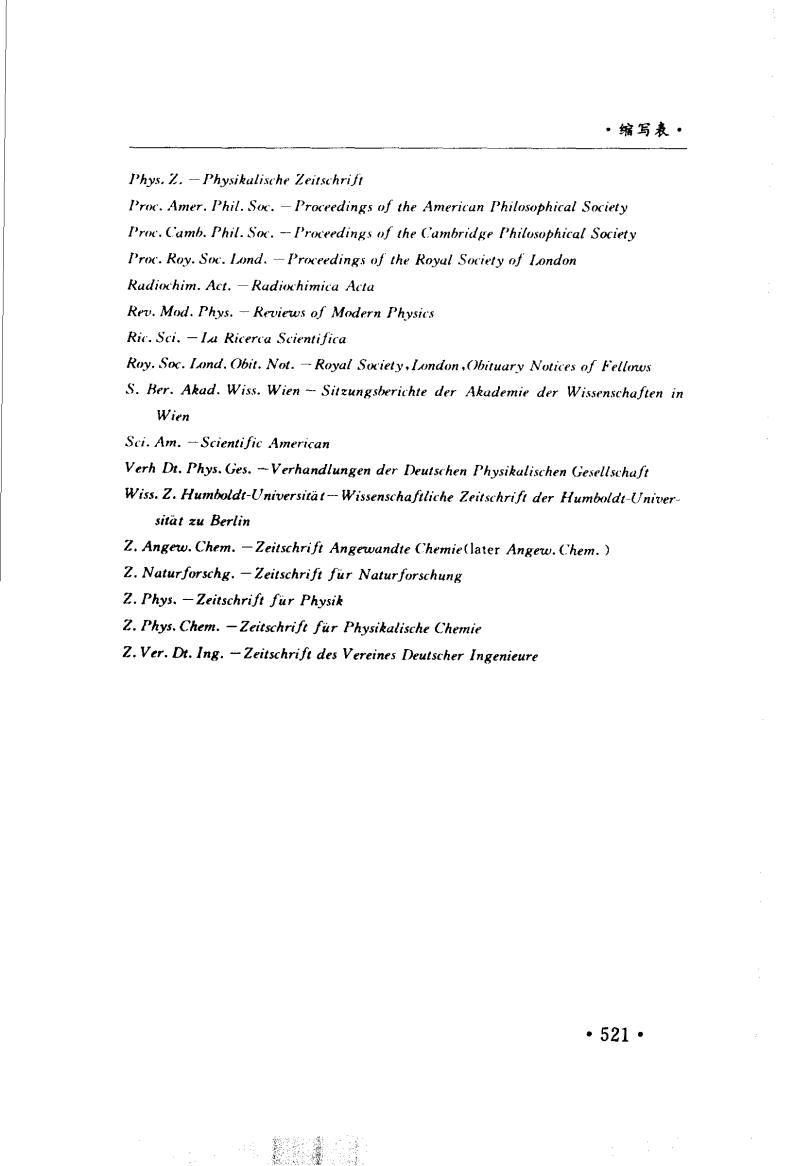 ·缩写表·
Phys. Z. —Physikalische Zeitschrift
Proc. Amer. Phil. Soc. —Proceedings of the American Philosophical Society
Proc. Camb. Phil. Soc. —Proceedings of the Cambridge Philosophical Society
Proc. Roy. Soc. Lond. —Proceedings of the Royal Society of London
Radiochim. Act. —Radiochimica Acta
Rev. Mod. Phys. —Reviews of Modern Physics
Ric. Sci. —La Ricerca Scientifica
Roy. Soc. Lond. Obit. Not. —Royal Society, London, Obituary Notices of Fellows
S. Ber. Akad. Wiss. Wien — Sitzungsberichte der Akademie der Wissenschaften in
Wien
Sci. Am. —Scientific American
Verh Dt. Phys. Ges. —Verhandlungen der Deutschen Physikalischen Gesellschaft
Wiss. Z. Humboldt-Universität—Wissenschaftliche Zeitschrift der Humboldt-Univer-
sität zu Berlin
Z. Angew. Chem. —Zeitschrift Angewandte Chemie(later Angew. Chem. )
Z. Naturforschg. —Zeitschrift für Naturforschung
Z. Phys. —Zeitschrift für Physik
Z. Phys. Chem. —Zeitschrift für Physikalische Chemie
Z. Ver. Dt. Ing. —Zeitschrift des Vereines Deutscher Ingenieure
·521·